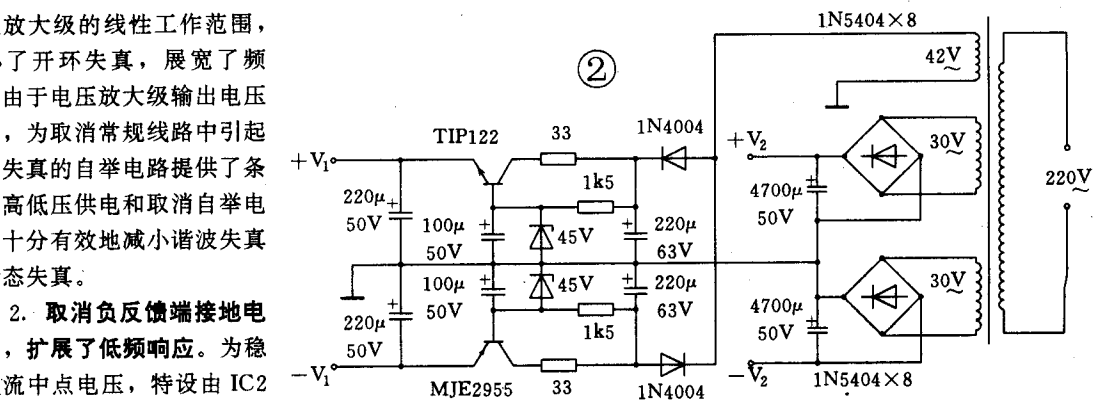 放大级的线性工作范围，
了开环失真，展宽了频
由于电压放大级输出电压
，为取消常规线路中引起
失真的自举电路提供了条
高低压供电和取消自举电
十分有效地减小谐波失真
态失真。
2. 取消负反馈端接地电
，扩展了低频响应。为稳
流中点电压，特设由 IC2
②
1N5404×8
42V
～
TIP122
33
1N4004
+V₁
+V₂
30V
～
220V
～
220μ
+
50V
1k5
4700μ
+
50V
100μ
+
50V
45V
+
220μ
63V
100μ
+
50V
45V
+
220μ
63V
30V
～
4700μ
+
50V
220μ
+
50V
1k5
−V₁
MJE2955
33
1N4004
−V₂
1N5404×8